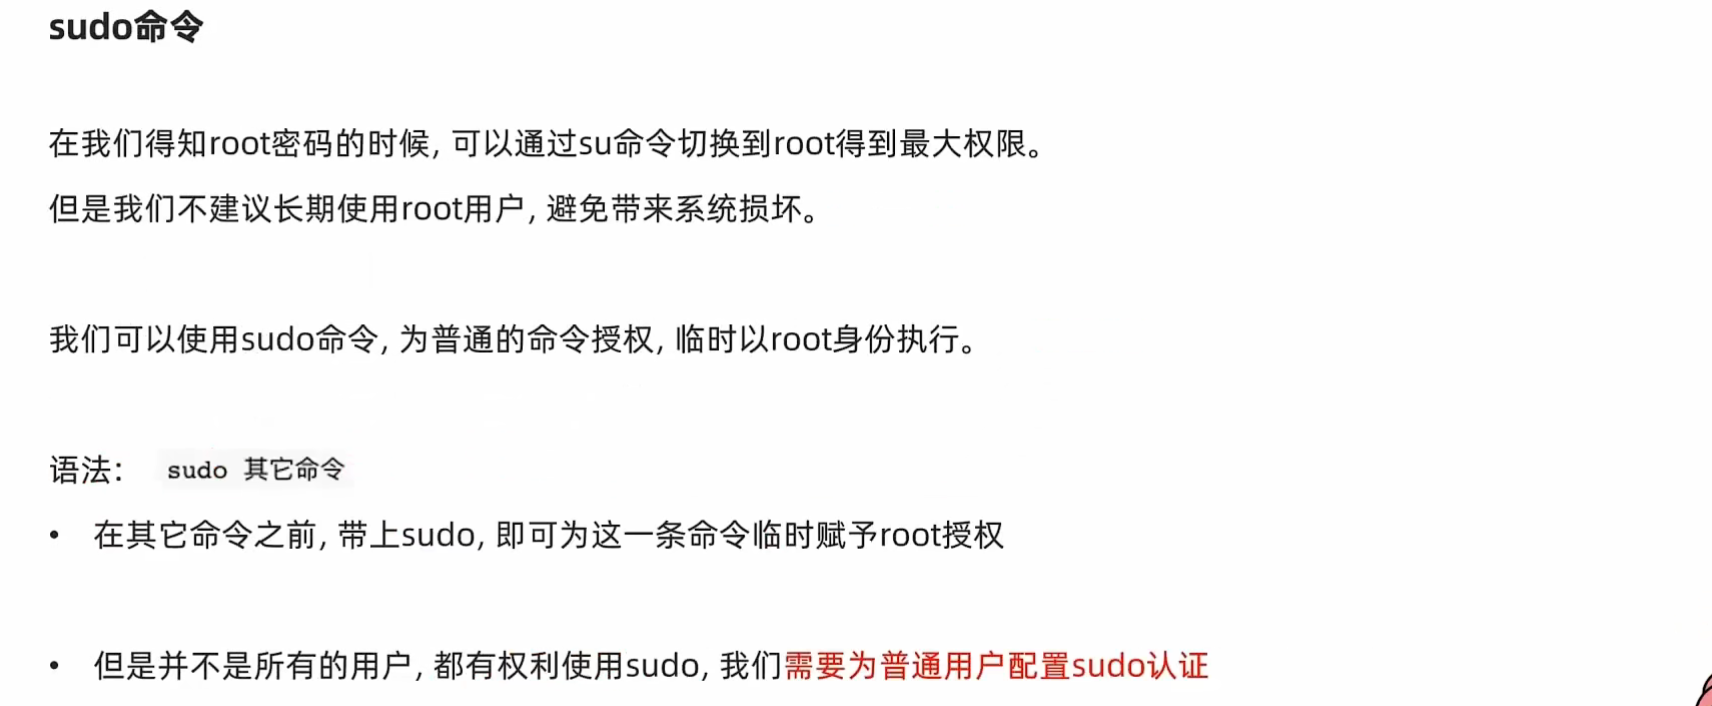 sudo命令
在我们得知root密码的时候, 可以通过su命令切换到root得到最大权限。
但是我们不建议长期使用root用户, 避免带来系统损坏。
我们可以使用sudo命令, 为普通的命令授权, 临时以root身份执行。
语法: sudo 其它命令
• 在其它命令之前, 带上sudo, 即可为这一条命令临时赋予root授权
• 但是并不是所有的用户, 都有权利使用sudo, 我们需要为普通用户配置sudo认证